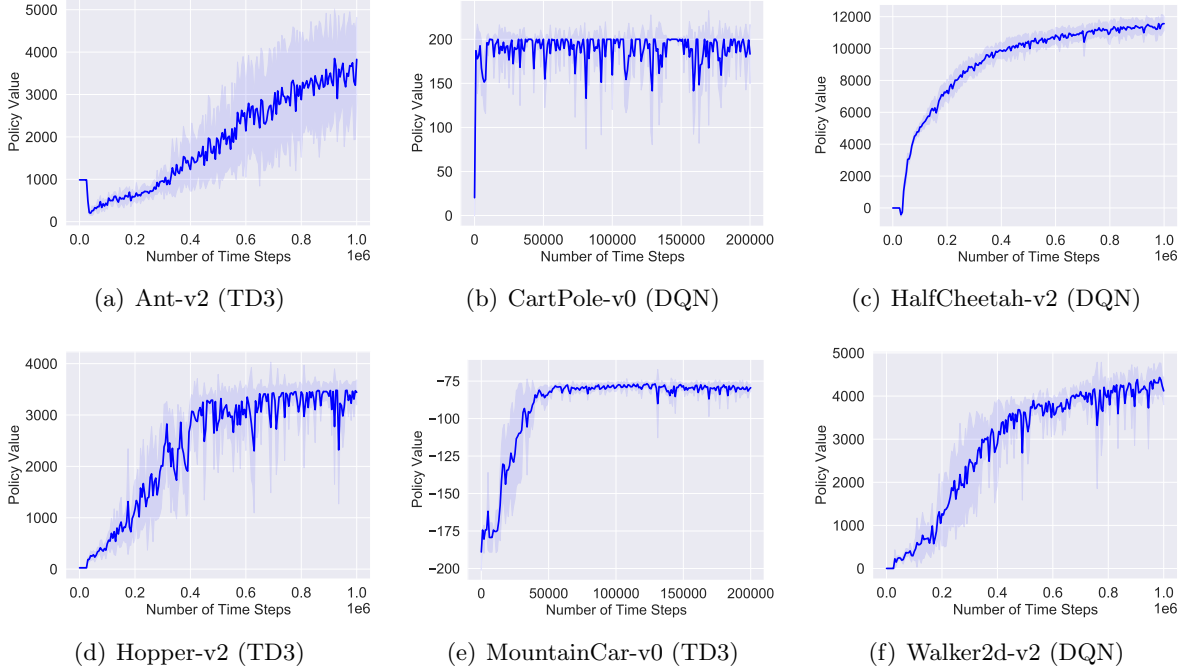 5000
4000
3000
2000
1000
0
Policy Value
0.0 0.2 0.4 0.6 0.8 1.0
1e6
Number of Time Steps
(a) Ant-v2 (TD3)
200
150
100
50
0
Policy Value
0 50000 100000 150000 200000
Number of Time Steps
(b) CartPole-v0 (DQN)
12000
10000
8000
6000
4000
2000
0
Policy Value
0.0 0.2 0.4 0.6 0.8 1.0
1e6
Number of Time Steps
(c) HalfCheetah-v2 (DQN)
4000
3000
2000
1000
0
Policy Value
0.0 0.2 0.4 0.6 0.8 1.0
1e6
Number of Time Steps
(d) Hopper-v2 (TD3)
−75
−100
−125
−150
−175
−200
Policy Value
0 50000 100000 150000 200000
Number of Time Steps
(e) MountainCar-v0 (TD3)
5000
4000
3000
2000
1000
0
Policy Value
0.0 0.2 0.4 0.6 0.8 1.0
1e6
Number of Time Steps
(f) Walker2d-v2 (DQN)